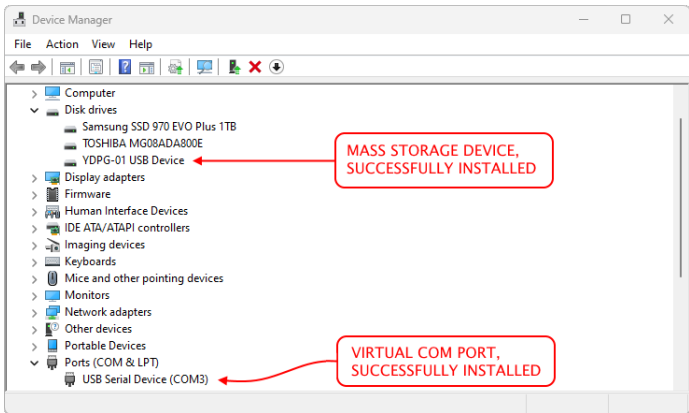 Device Manager
File Action View Help
Computer
Disk drives
Samsung SSD 970 EVO Plus 1TB
TOSHIBA MG08ADA800E
YDPG-01 USB Device
MASS STORAGE DEVICE,
SUCCESSFULLY INSTALLED
Display adapters
Firmware
Human Interface Devices
IDE ATA/ATAPI controllers
Imaging devices
Keyboards
Mice and other pointing devices
Monitors
Network adapters
Other devices
Portable Devices
Ports (COM & LPT)
USB Serial Device (COM3)
VIRTUAL COM PORT,
SUCCESSFULLY INSTALLED